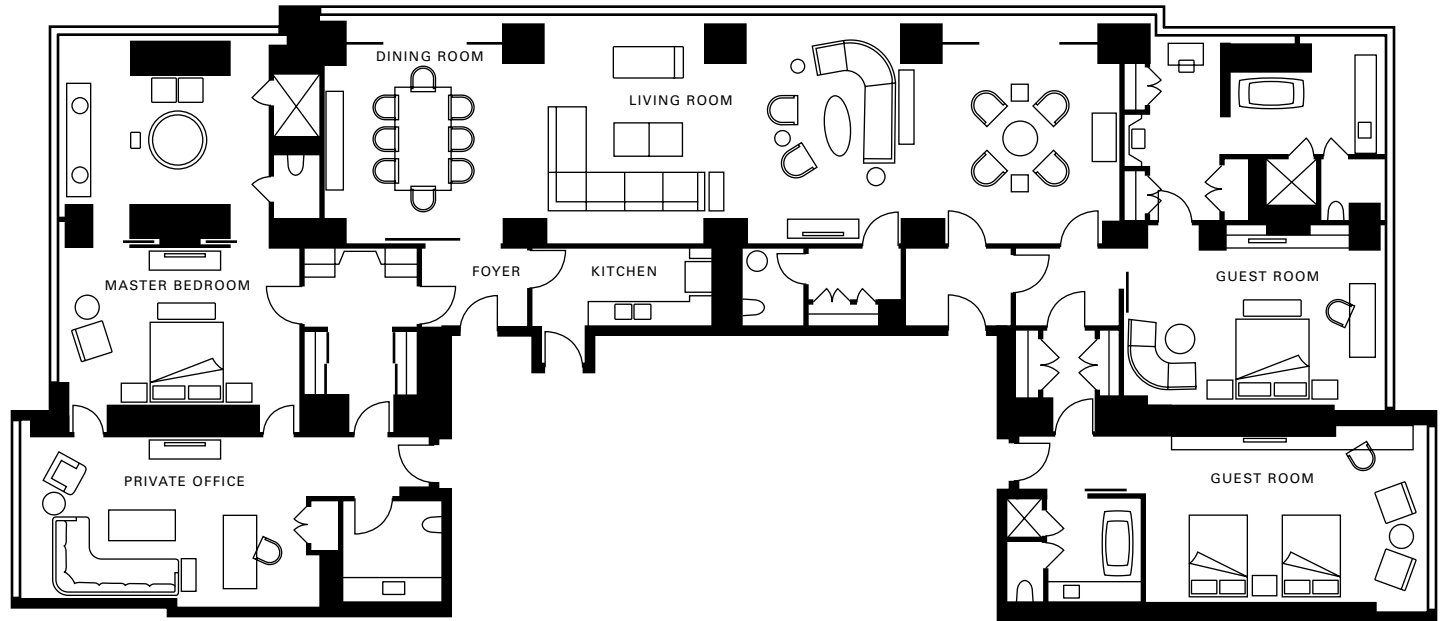 DINING ROOM
LIVING ROOM
MASTER BEDROOM
FOYER
KITCHEN
GUEST ROOM
PRIVATE OFFICE
GUEST ROOM